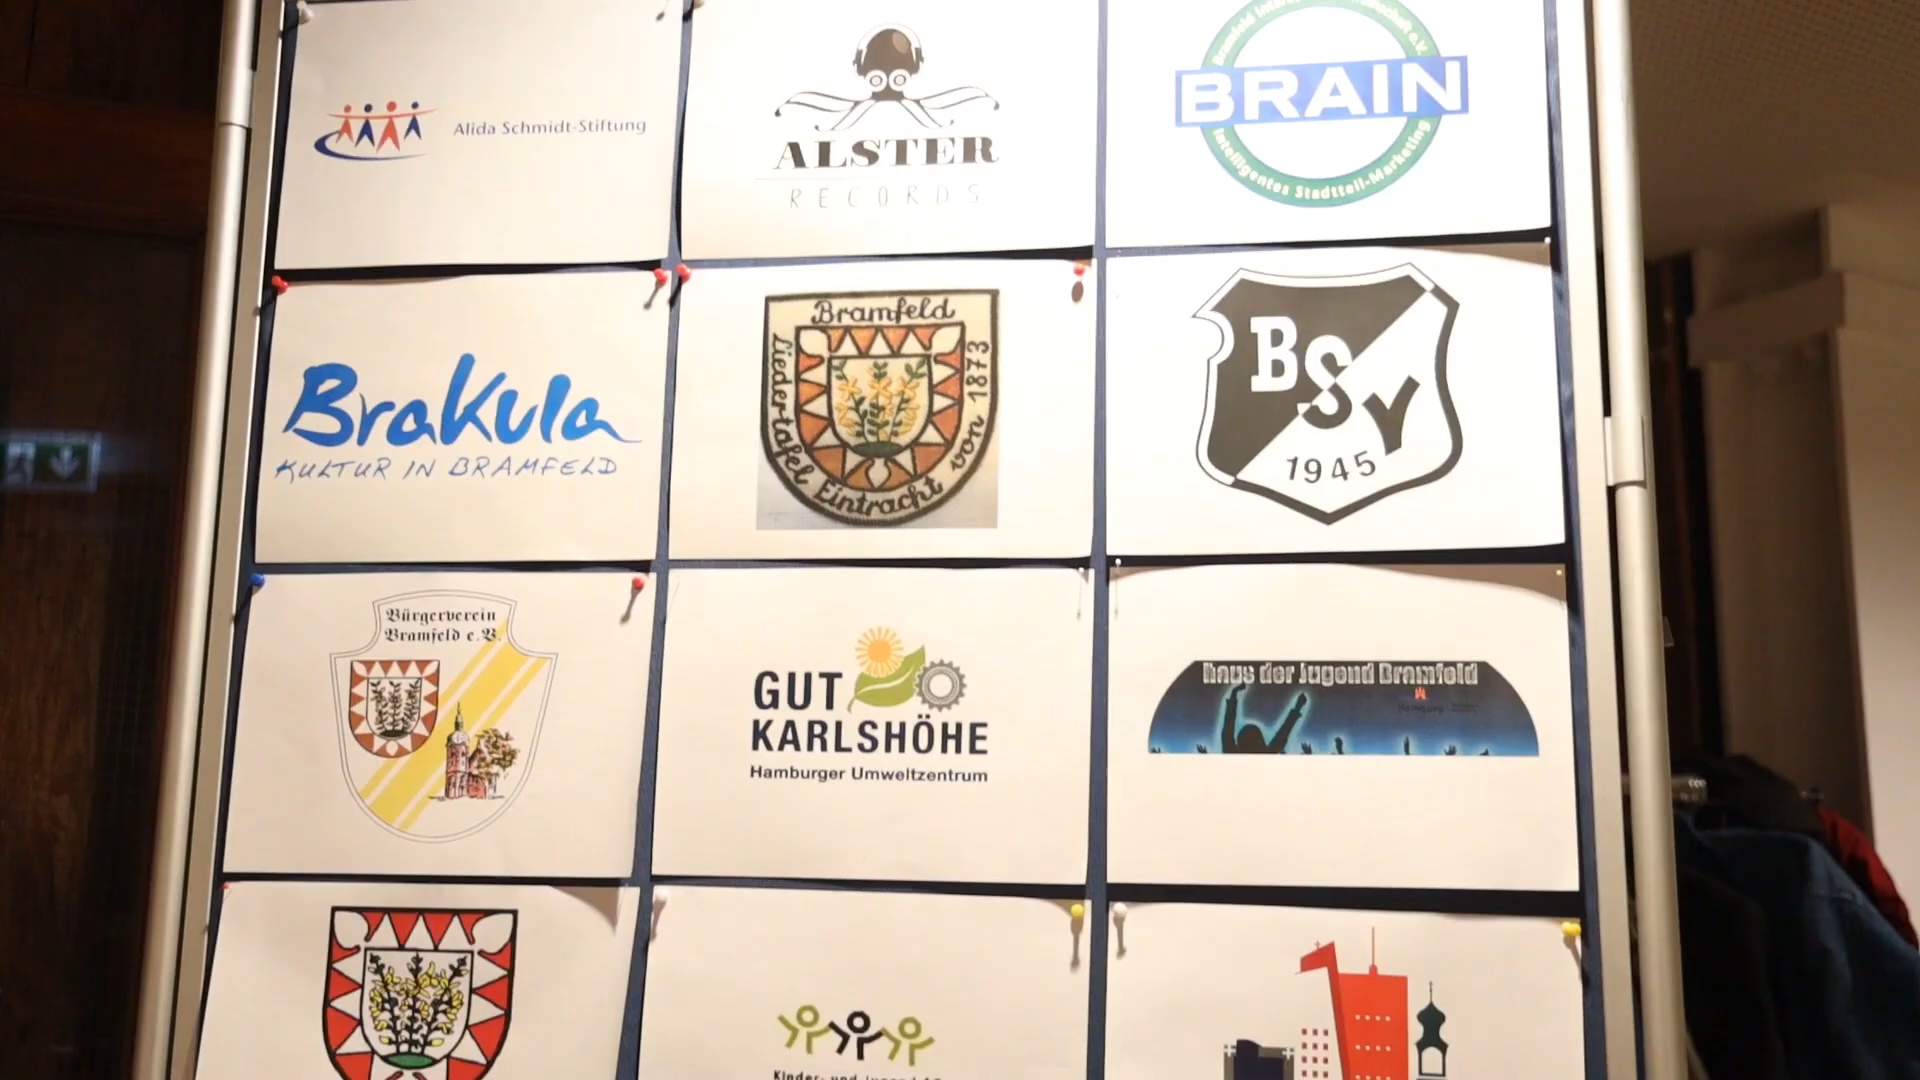 Alida Schmidt-Stiftung
ALSTER
RECORDS
BRAIN
Intelligentes Stadtteil-Marketing
BraKula
KULTUR IN BRAMFELD
Bramfeld
Liedertafel Eintracht von 1873
BSV
1945
Bürgerverein
Bramfeld e.V.
GUT
KARLSHÖHE
Hamburger Umweltzentrum
haus der jugend Bramfeld
Hamburg